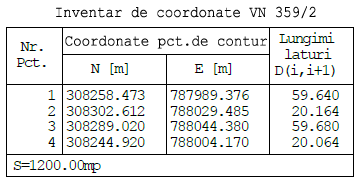 Inventar de coordonate VN 359/2
Nr. Pct. Coordonate pct.de contur Lungimi laturi D(i,i+1)
N [m] E [m]
1 308258.473 787989.376 59.640
2 308302.612 788029.485 20.164
3 308289.020 788044.380 59.680
4 308244.920 788004.170 20.064
S=1200.00mp